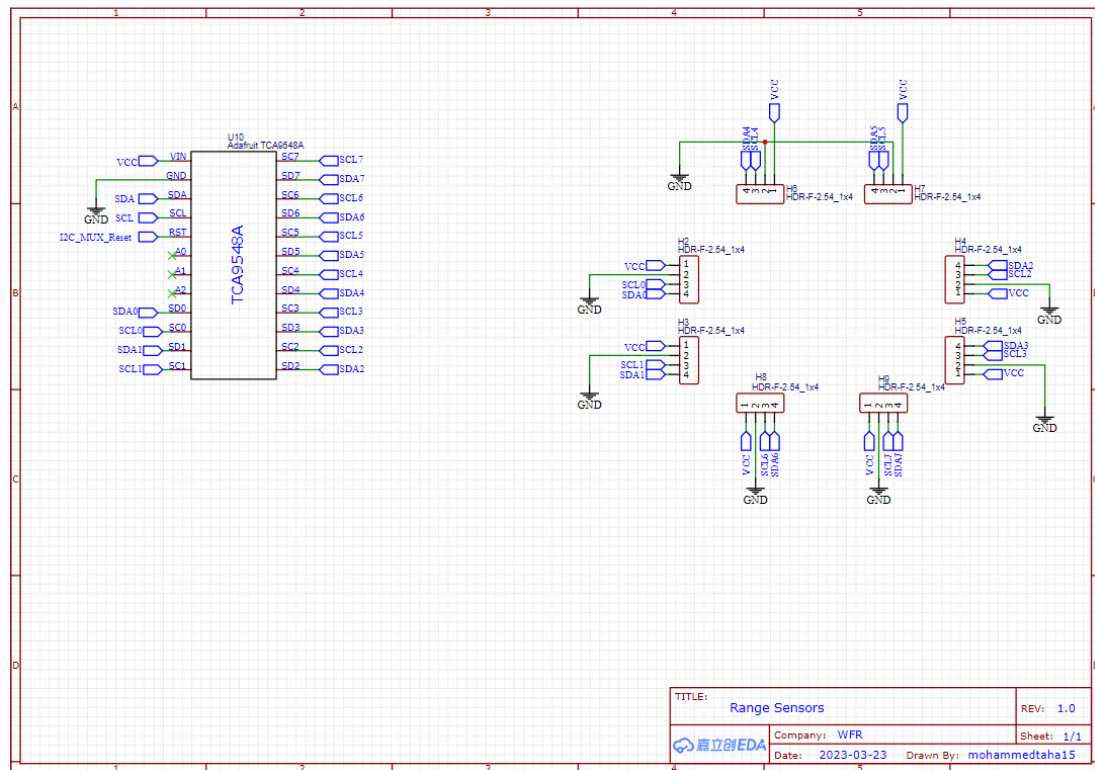 1 2 3 4 5
A
B
C
D
U10
Adafruit TCA9548A
TCA9548A
VCC VIN
GND
GND
SDA SDA
SCL SCL
I2C_MUX_Reset RST
A0
A1
A2
SDA0 SD0
SCL0 SC0
SDA1 SD1
SCL1 SC1
SC7 SCL7
SD7 SDA7
SC6 SCL6
SD6 SDA6
SC5 SCL5
SD5 SDA5
SC4 SCL4
SD4 SDA4
SC3 SCL3
SD3 SDA3
SC2 SCL2
SD2 SDA2
VCC
SDA4
SCL4
GND
4 3 2 1
H6
HDR-F-2.54_1x4
VCC
SDA5
SCL5
4 3 2 1
H7
HDR-F-2.54_1x4
H2
HDR-F-2.54_1x4
VCC 1
2
SCL0 3
SDA0 4
GND
H4
HDR-F-2.54_1x4
4 SDA2
3 SCL2
2
1 VCC
GND
H3
HDR-F-2.54_1x4
VCC 1
2
SCL1 3
SDA1 4
GND
H5
HDR-F-2.54_1x4
4 SDA3
3 SCL3
2
1 VCC
GND
H8
HDR-F-2.54_1x4
1 2 3 4
VCC
SCL6
SDA6
GND
H9
HDR-F-2.54_1x4
1 2 3 4
VCC
SCL7
SDA7
GND
TITLE:
Range Sensors
REV: 1.0
嘉立创EDA
Company: WFR
Sheet: 1/1
Date: 2023-03-23 Drawn By: mohammedtaha15
1 2 3 4 5